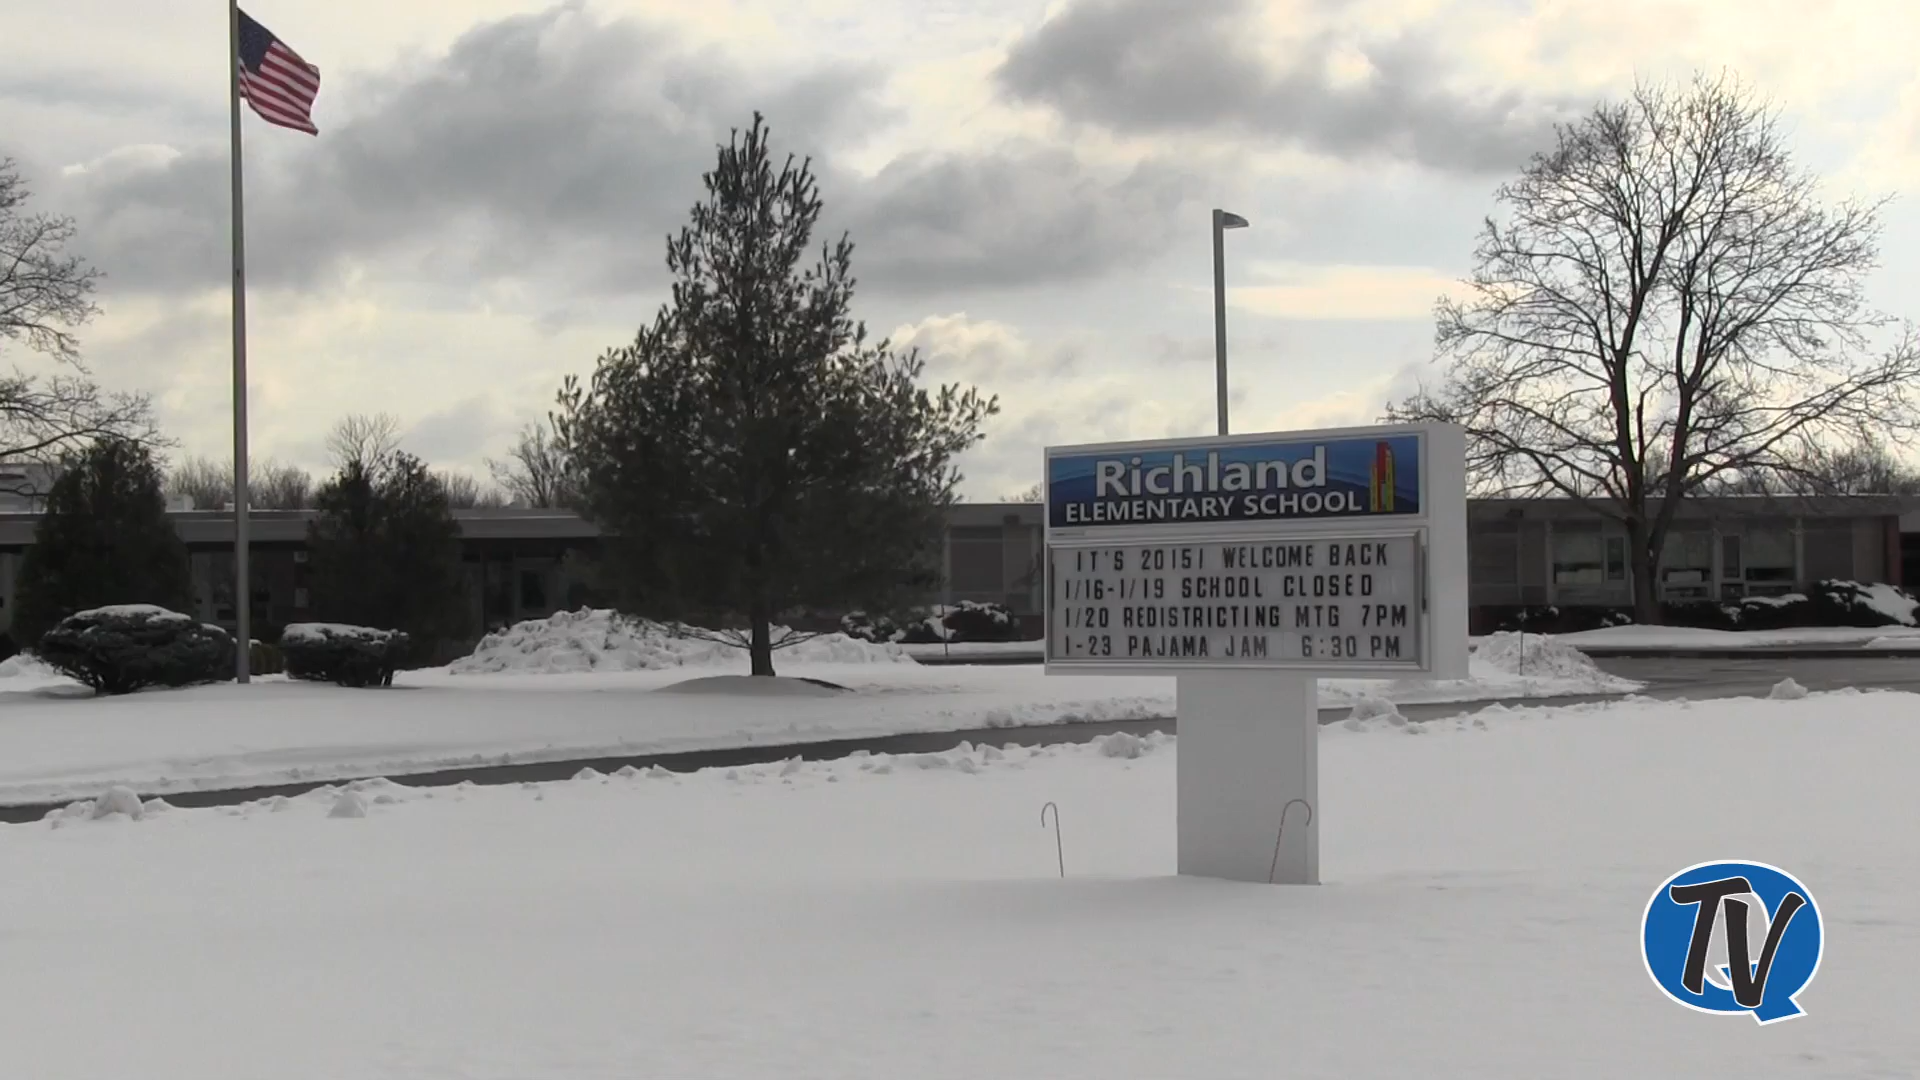 Richland
ELEMENTARY SCHOOL
IT'S 2015! WELCOME BACK
1/16-1/19 SCHOOL CLOSED
1/20 REDISTRICTING MTG 7PM
1-23 PAJAMA JAM 6:30 PM
QTV